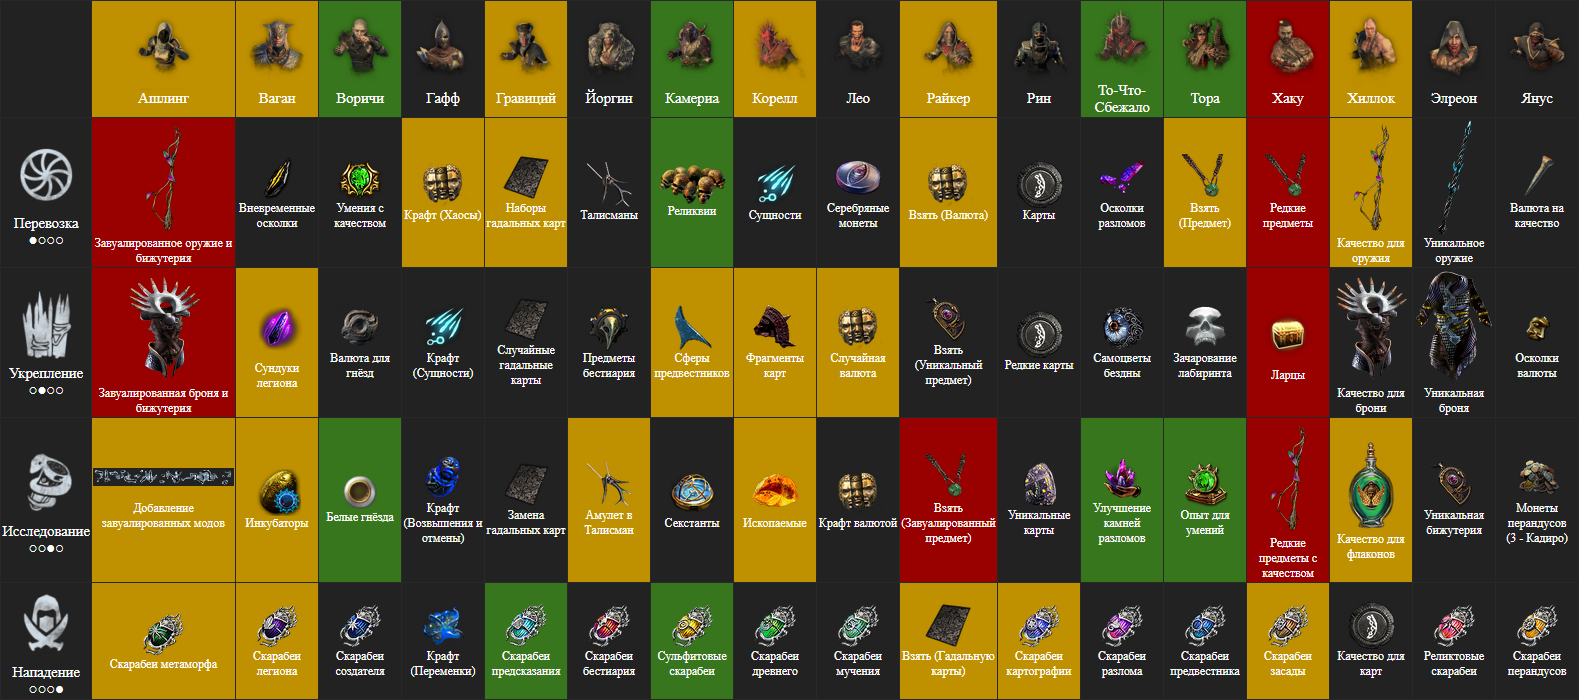 Ашлинг
Ваган
Воричи
Гафф
Гравиций
Йоргин
Камериа
Корелл
Лео
Райкер
Рин
То-Что-
Сбежало
Тора
Хаку
Хиллок
Элреон
Янус
Перевозка
Завуалированное оружие и
бижутерия
Вневременные
осколки
Умения с
качеством
Крафт (Хаосы)
Наборы
гадальных карт
Талисманы
Реликвии
Сущности
Серебряные
монеты
Взять (Валюта)
Карты
Осколки
разломов
Взять
(Предмет)
Редкие
предметы
Качество для
оружия
Уникальное
оружие
Валюта на
качество
Укрепление
Завуалированная броня и
бижутерия
Сундуки
легиона
Валюта для
гнёзд
Крафт
(Сущности)
Случайные
гадальные
карты
Предметы
бестиария
Сферы
предвестников
Фрагменты
карт
Случайная
валюта
Взять
(Уникальный
предмет)
Редкие карты
Самоцветы
бездны
Зачарование
лабиринта
Ларцы
Качество для
брони
Уникальная
броня
Осколки
валюты
Исследование
Добавление
завуалированных модов
Инкубаторы
Белые гнёзда
Крафт
(Возвышения и
отмены)
Замена
гадальных карт
Амулет в
Талисман
Секстанты
Ископаемые
Крафт валютой
Взять
(Завуалированный
предмет)
Уникальные
карты
Улучшение
камней
разломов
Опыт для
умений
Редкие
предметы с
качеством
Качество для
флаконов
Уникальная
бижутерия
Монеты
перандусов
(3 - Кадиро)
Нападение
Скарабеи метаморфа
Скарабеи
легиона
Скарабеи
создателя
Крафт
(Переменки)
Скарабеи
предсказания
Скарабеи
бестиария
Сульфитовые
скарабеи
Скарабеи
древнего
Скарабеи
мучения
Взять (Гадальную
карты)
Скарабеи
картографии
Скарабеи
разлома
Скарабеи
предвестника
Скарабеи
засады
Качество для
карт
Реликтовые
скарабеи
Скарабеи
перандусов